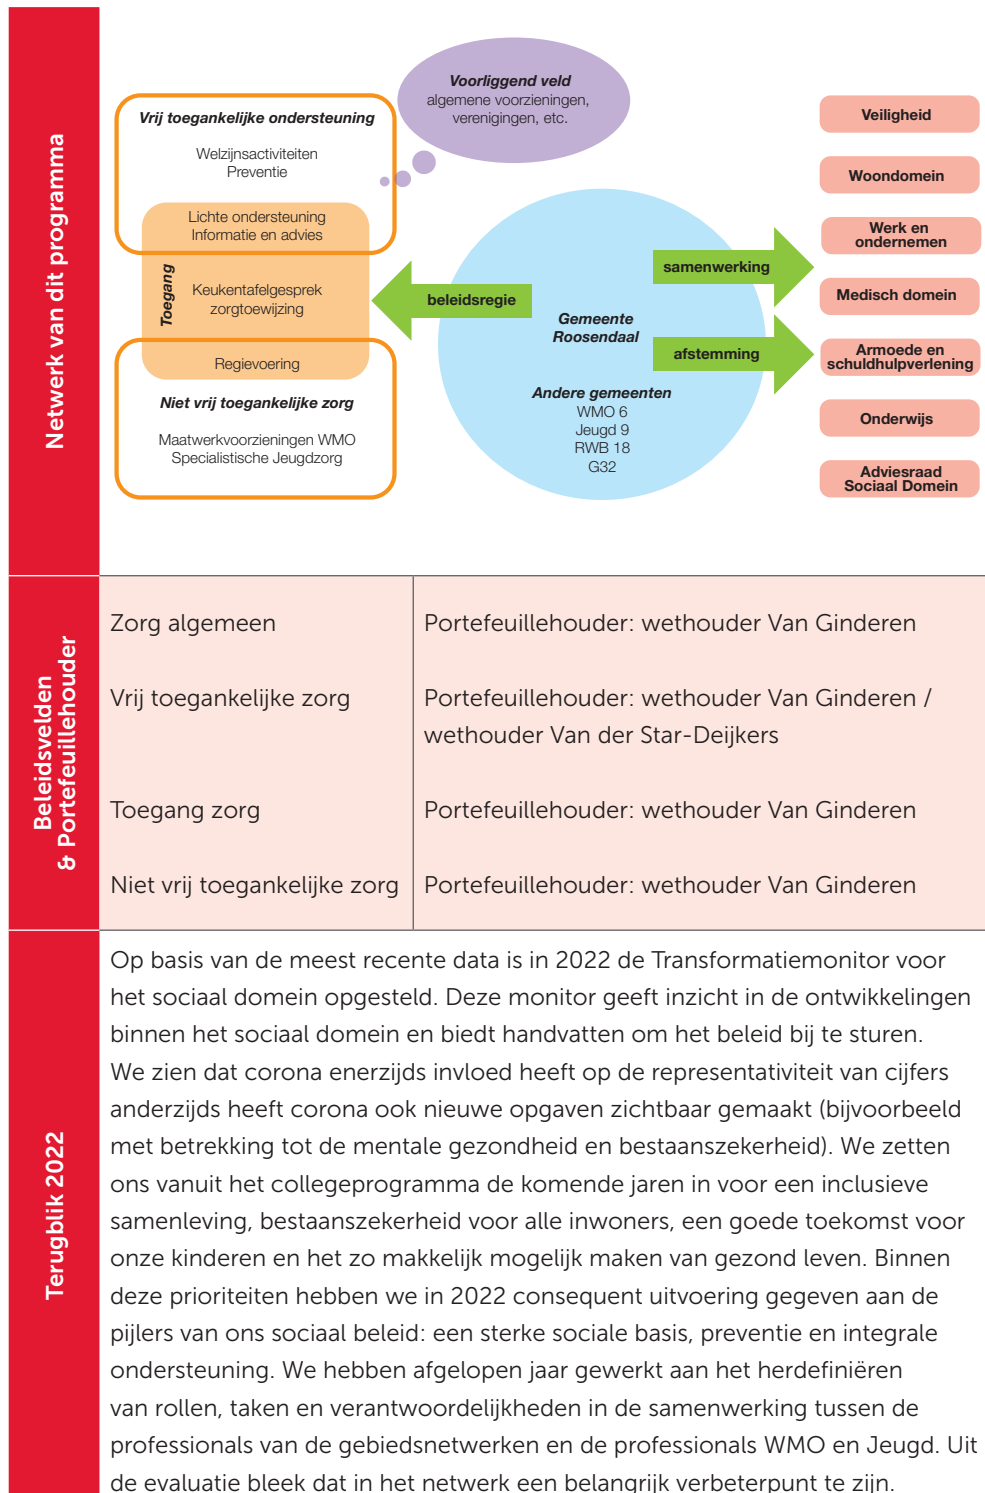 Netwerk van dit programma
Voorliggend veld
algemene voorzieningen,
verenigingen, etc.
Vrij toegankelijke ondersteuning
Welzijnsactiviteiten
Preventie
Lichte ondersteuning
Informatie en advies
Toegang
Keukentafelgesprek
zorgtoewijzing
Regievoering
Niet vrij toegankelijke zorg
Maatwerkvoorzieningen WMO
Specialistische Jeugdzorg
beleidsregie
Gemeente
Roosendaal
Andere gemeenten
WMO 6
Jeugd 9
RWB 18
G32
samenwerking
afstemming
Veiligheid
Woondomein
Werk en
ondernemen
Medisch domein
Armoede en
schuldhulpverlening
Onderwijs
Adviesraad
Sociaal Domein
Beleidsvelden
& Portefeuillehouder
Zorg algemeen
Portefeuillehouder: wethouder Van Ginderen
Vrij toegankelijke zorg
Portefeuillehouder: wethouder Van Ginderen /
wethouder Van der Star-Deijkers
Toegang zorg
Portefeuillehouder: wethouder Van Ginderen
Niet vrij toegankelijke zorg
Portefeuillehouder: wethouder Van Ginderen
Terugblik 2022
Op basis van de meest recente data is in 2022 de Transformatiemonitor voor
het sociaal domein opgesteld. Deze monitor geeft inzicht in de ontwikkelingen
binnen het sociaal domein en biedt handvatten om het beleid bij te sturen.
We zien dat corona enerzijds invloed heeft op de representativiteit van cijfers
anderzijds heeft corona ook nieuwe opgaven zichtbaar gemaakt (bijvoorbeeld
met betrekking tot de mentale gezondheid en bestaanszekerheid). We zetten
ons vanuit het collegeprogramma de komende jaren in voor een inclusieve
samenleving, bestaanszekerheid voor alle inwoners, een goede toekomst voor
onze kinderen en het zo makkelijk mogelijk maken van gezond leven. Binnen
deze prioriteiten hebben we in 2022 consequent uitvoering gegeven aan de
pijlers van ons sociaal beleid: een sterke sociale basis, preventie en integrale
ondersteuning. We hebben afgelopen jaar gewerkt aan het herdefiniëren
van rollen, taken en verantwoordelijkheden in de samenwerking tussen de
professionals van de gebiedsnetwerken en de professionals WMO en Jeugd. Uit
de evaluatie bleek dat in het netwerk een belangrijk verbeterpunt te zijn.